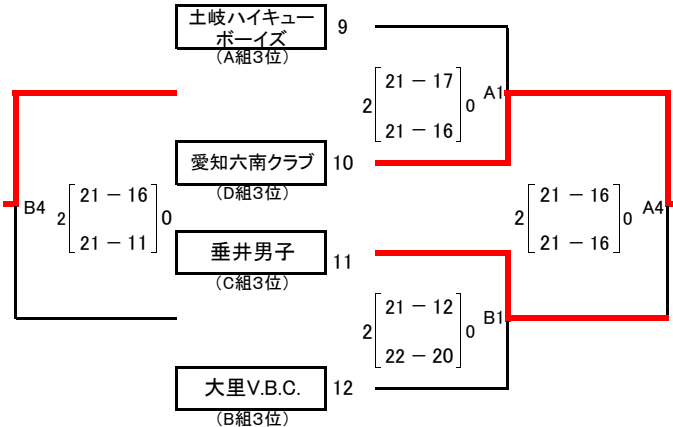 土岐ハイキュー
ボーイズ
9
(A組3位)
21 － 17
2
0
A1
21 － 16
愛知六南クラブ
10
(D組3位)
B4
21 － 16
2
0
21 － 11
21 － 16
2
0
A4
21 － 16
垂井男子
11
(C組3位)
21 － 12
2
0
B1
22 － 20
大里V.B.C.
12
(B組3位)